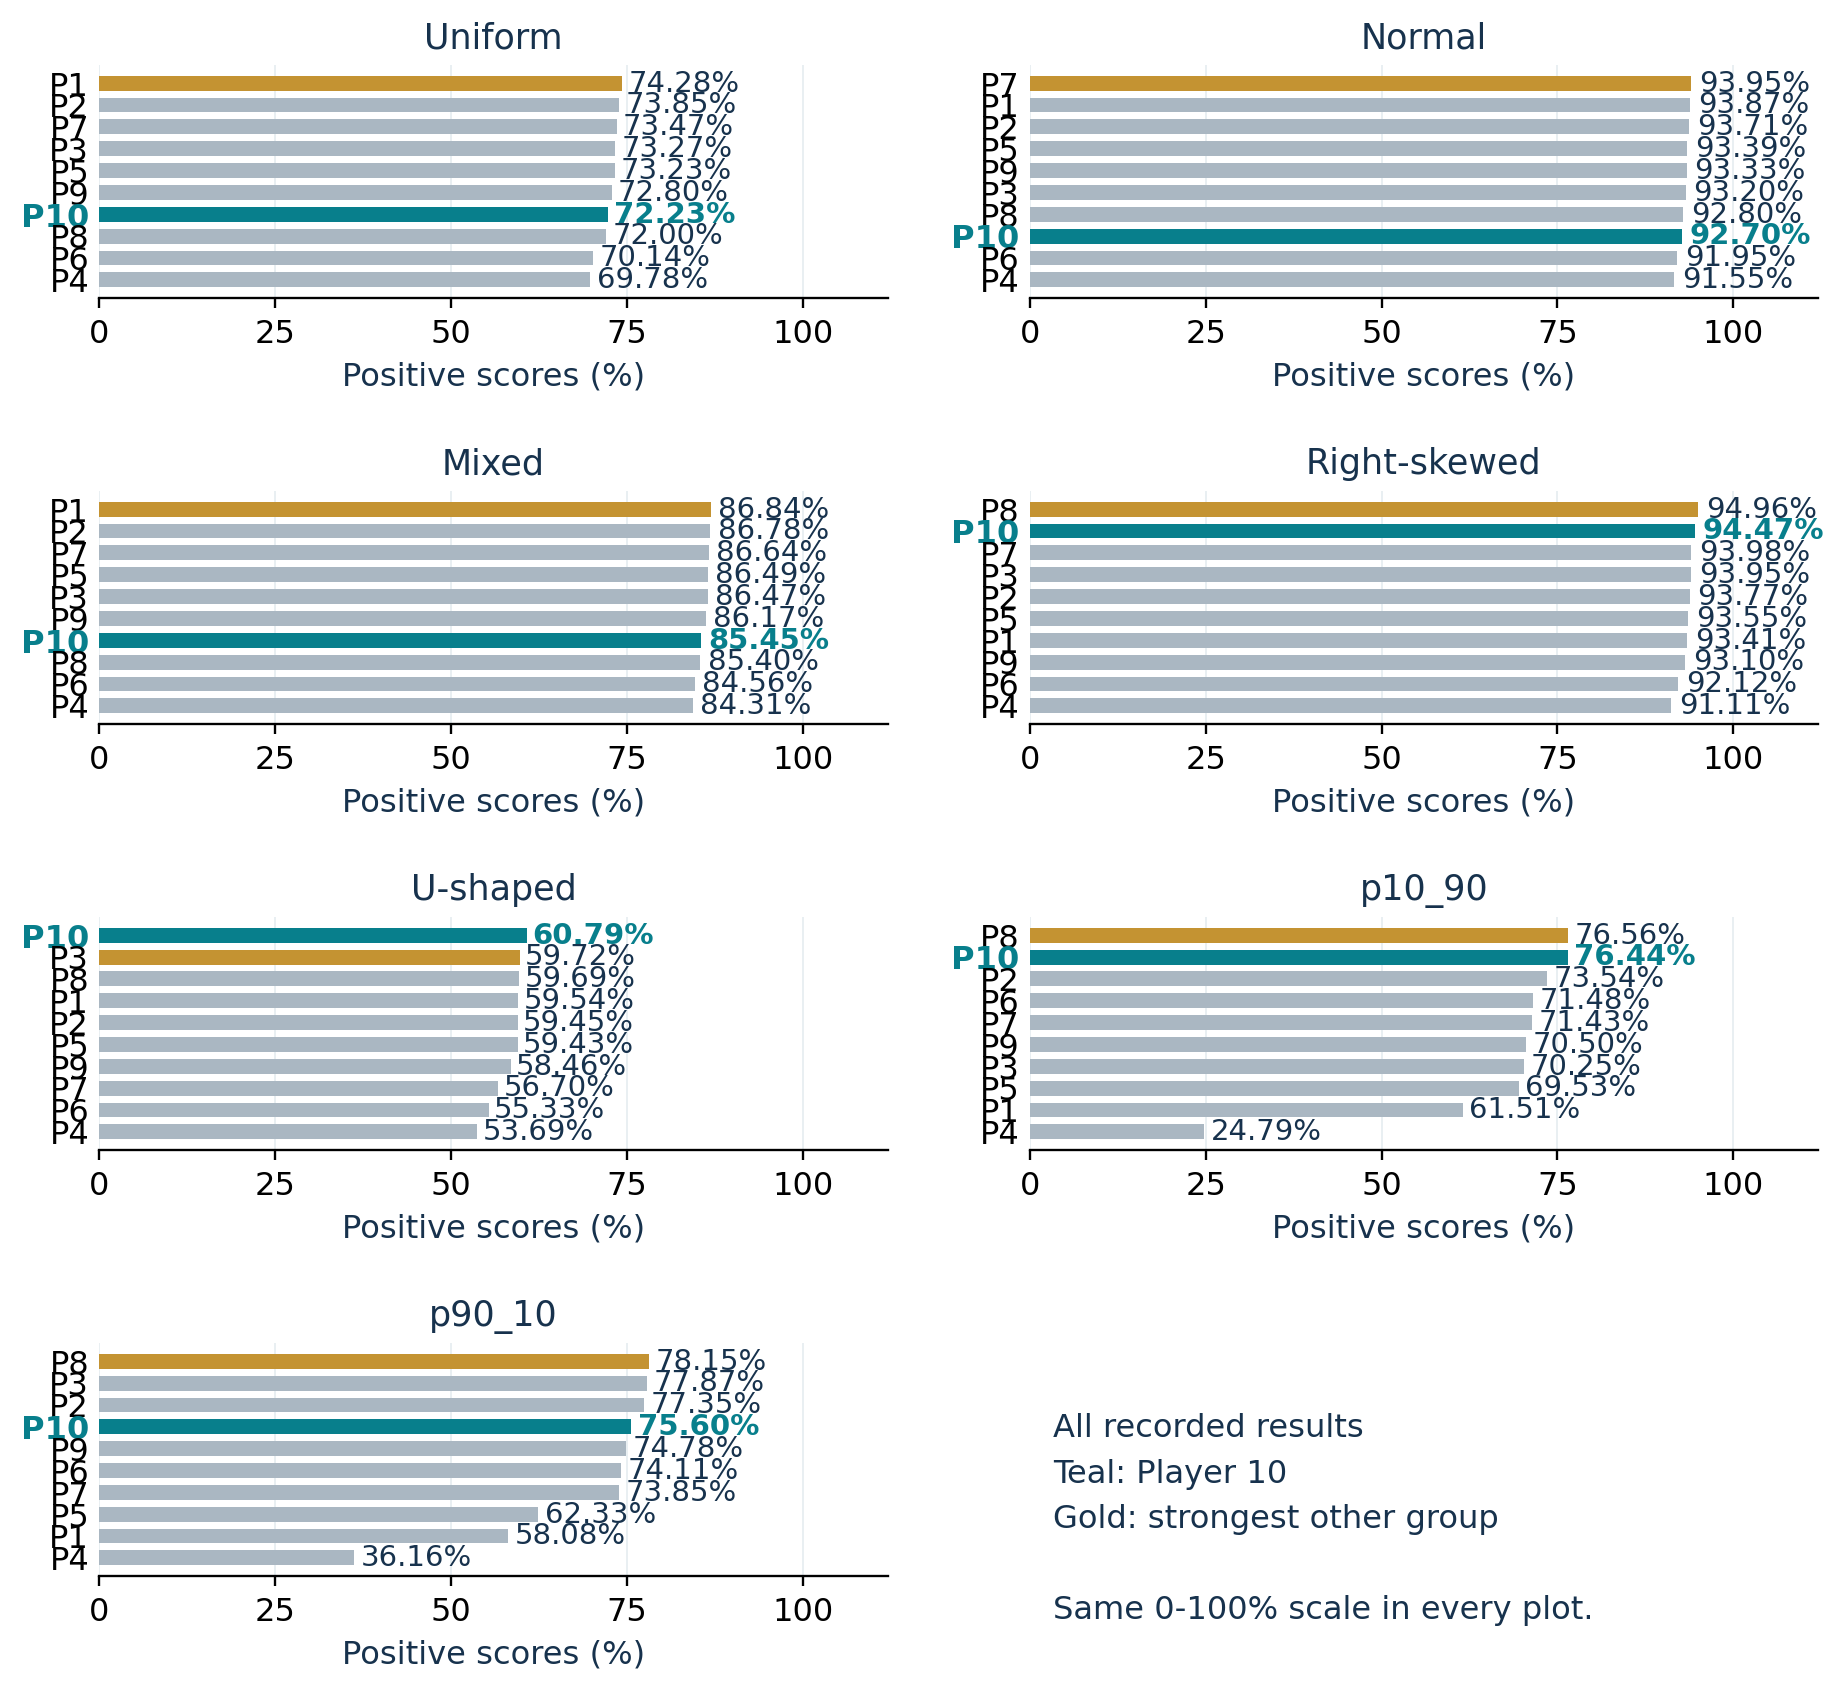 Uniform
P1 74.28%
P2 73.85%
P7 73.47%
P3 73.27%
P5 73.23%
P9 72.80%
P10 72.23%
P8 72.00%
P6 70.14%
P4 69.78%
0 25 50 75 100
Positive scores (%)
Normal
P7 93.95%
P1 93.87%
P2 93.71%
P5 93.39%
P9 93.33%
P3 93.20%
P8 92.80%
P10 92.70%
P6 91.95%
P4 91.55%
0 25 50 75 100
Positive scores (%)
Mixed
P1 86.84%
P2 86.78%
P7 86.64%
P5 86.49%
P3 86.47%
P9 86.17%
P10 85.45%
P8 85.40%
P6 84.56%
P4 84.31%
0 25 50 75 100
Positive scores (%)
Right-skewed
P8 94.96%
P10 94.47%
P7 93.98%
P3 93.95%
P2 93.77%
P5 93.55%
P1 93.41%
P9 93.10%
P6 92.12%
P4 91.11%
0 25 50 75 100
Positive scores (%)
U-shaped
P10 60.79%
P3 59.72%
P8 59.69%
P1 59.54%
P2 59.45%
P5 59.43%
P9 58.46%
P7 56.70%
P6 55.33%
P4 53.69%
0 25 50 75 100
Positive scores (%)
p10_90
P8 76.56%
P10 76.44%
P2 73.54%
P6 71.48%
P7 71.43%
P9 70.50%
P3 70.25%
P5 69.53%
P1 61.51%
P4 24.79%
0 25 50 75 100
Positive scores (%)
p90_10
P8 78.15%
P3 77.87%
P2 77.35%
P10 75.60%
P9 74.78%
P6 74.11%
P7 73.85%
P5 62.33%
P1 58.08%
P4 36.16%
0 25 50 75 100
Positive scores (%)
All recorded results
Teal: Player 10
Gold: strongest other group
Same 0-100% scale in every plot.